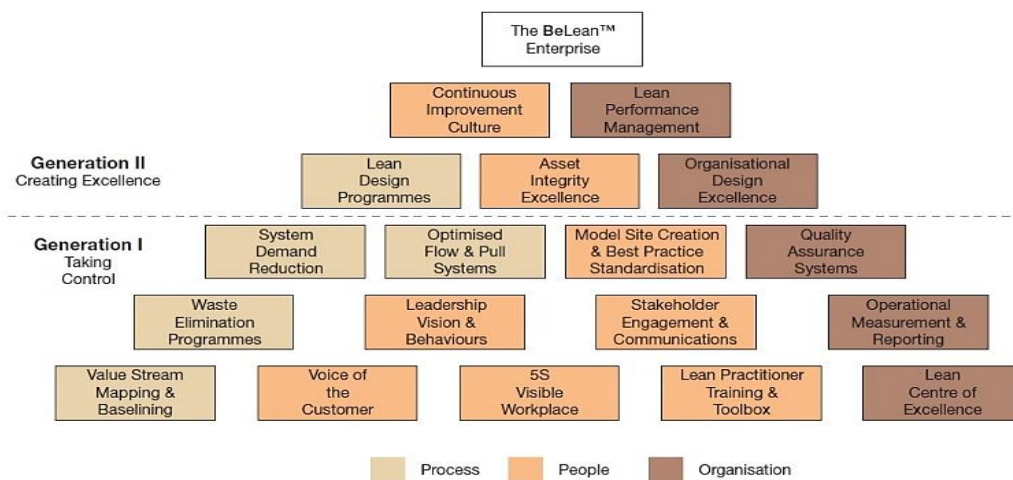 The BeLean™
Enterprise
Continuous
Improvement
Culture
Lean
Performance
Management
Generation II
Creating Excellence
Lean
Design
Programmes
Asset
Integrity
Excellence
Organisational
Design
Excellence
Generation I
Taking
Control
System
Demand
Reduction
Optimised
Flow & Pull
Systems
Model Site Creation
& Best Practice
Standardisation
Quality
Assurance
Systems
Waste
Elimination
Programmes
Leadership
Vision &
Behaviours
Stakeholder
Engagement &
Communications
Operational
Measurement &
Reporting
Value Stream
Mapping &
Baselining
Voice of
the
Customer
5S
Visible
Workplace
Lean Practitioner
Training &
Toolbox
Lean
Centre of
Excellence
Process
People
Organisation